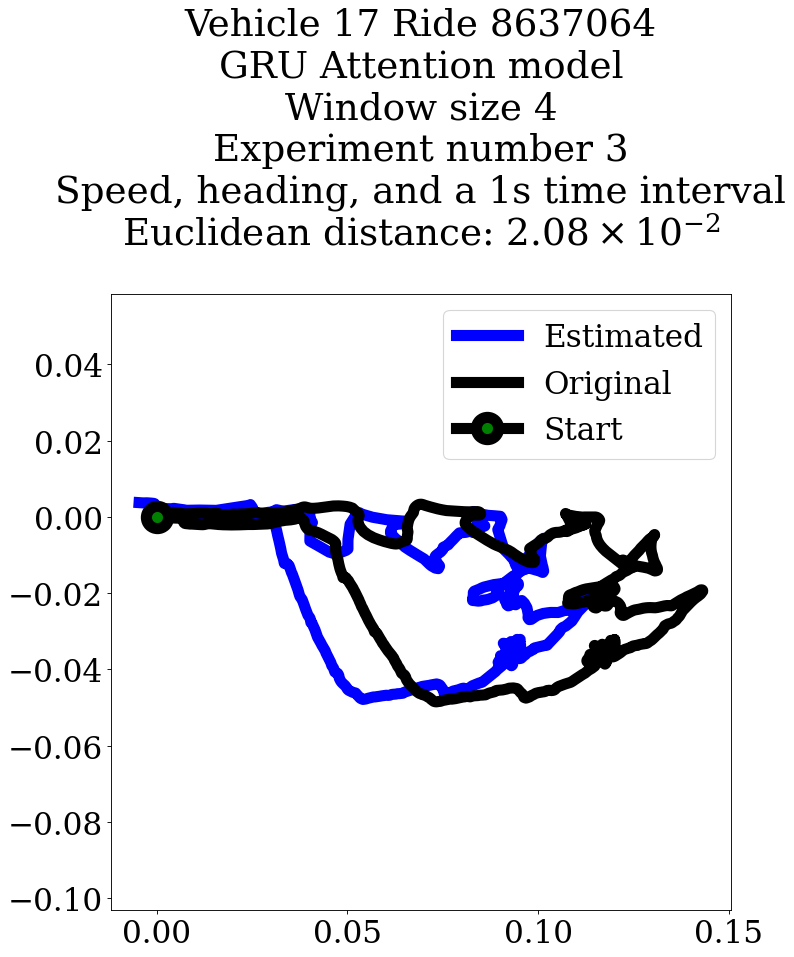 Vehicle 17 Ride 8637064
GRU Attention model
Window size 4
Experiment number 3
Speed, heading, and a 1s time interval
Euclidean distance: 2.08 × 10⁻²
Estimated
Original
Start
0.04
0.02
0.00
−0.02
−0.04
−0.06
−0.08
−0.10
0.00 0.05 0.10 0.15